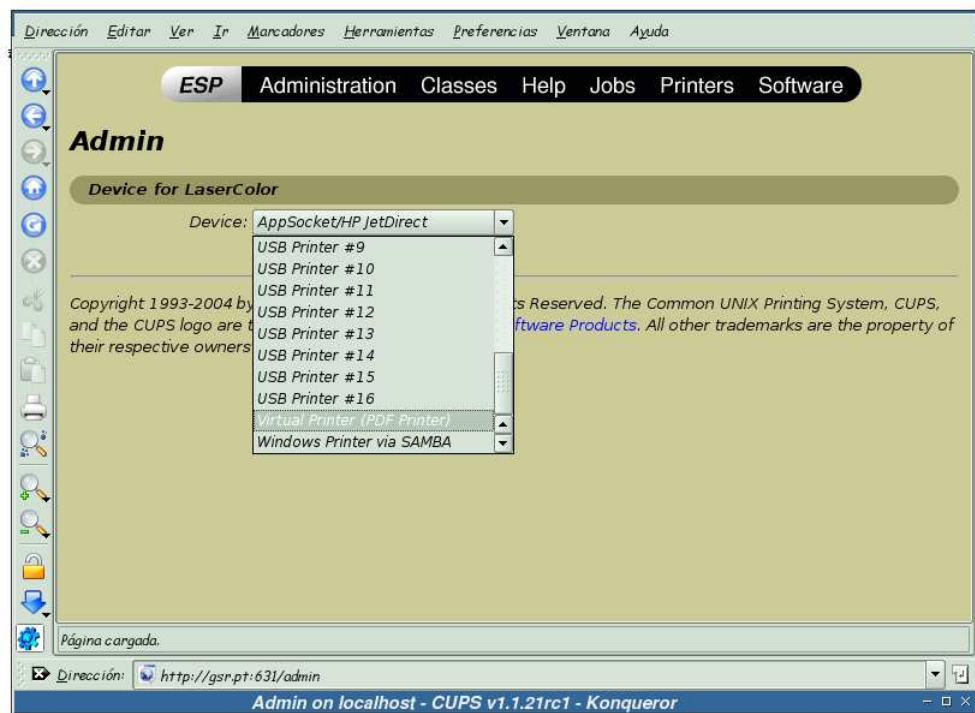 Dirección Editar Ver Ir Marcadores Herramientas Preferencias Ventana Ayuda
ESP Administration Classes Help Jobs Printers Software
Admin
Device for LaserColor
Device: AppSocket/HP JetDirect
USB Printer #9
USB Printer #10
USB Printer #11
USB Printer #12
USB Printer #13
USB Printer #14
USB Printer #15
USB Printer #16
Virtual Printer (PDF Printer)
Windows Printer via SAMBA
Copyright 1993-2004 by s Reserved. The Common UNIX Printing System, CUPS,
and the CUPS logo are t ftware Products. All other trademarks are the property of
their respective owners
Página cargada.
Dirección: http://gsr.pt:631/admin
Admin on localhost - CUPS v1.1.21rc1 - Konqueror